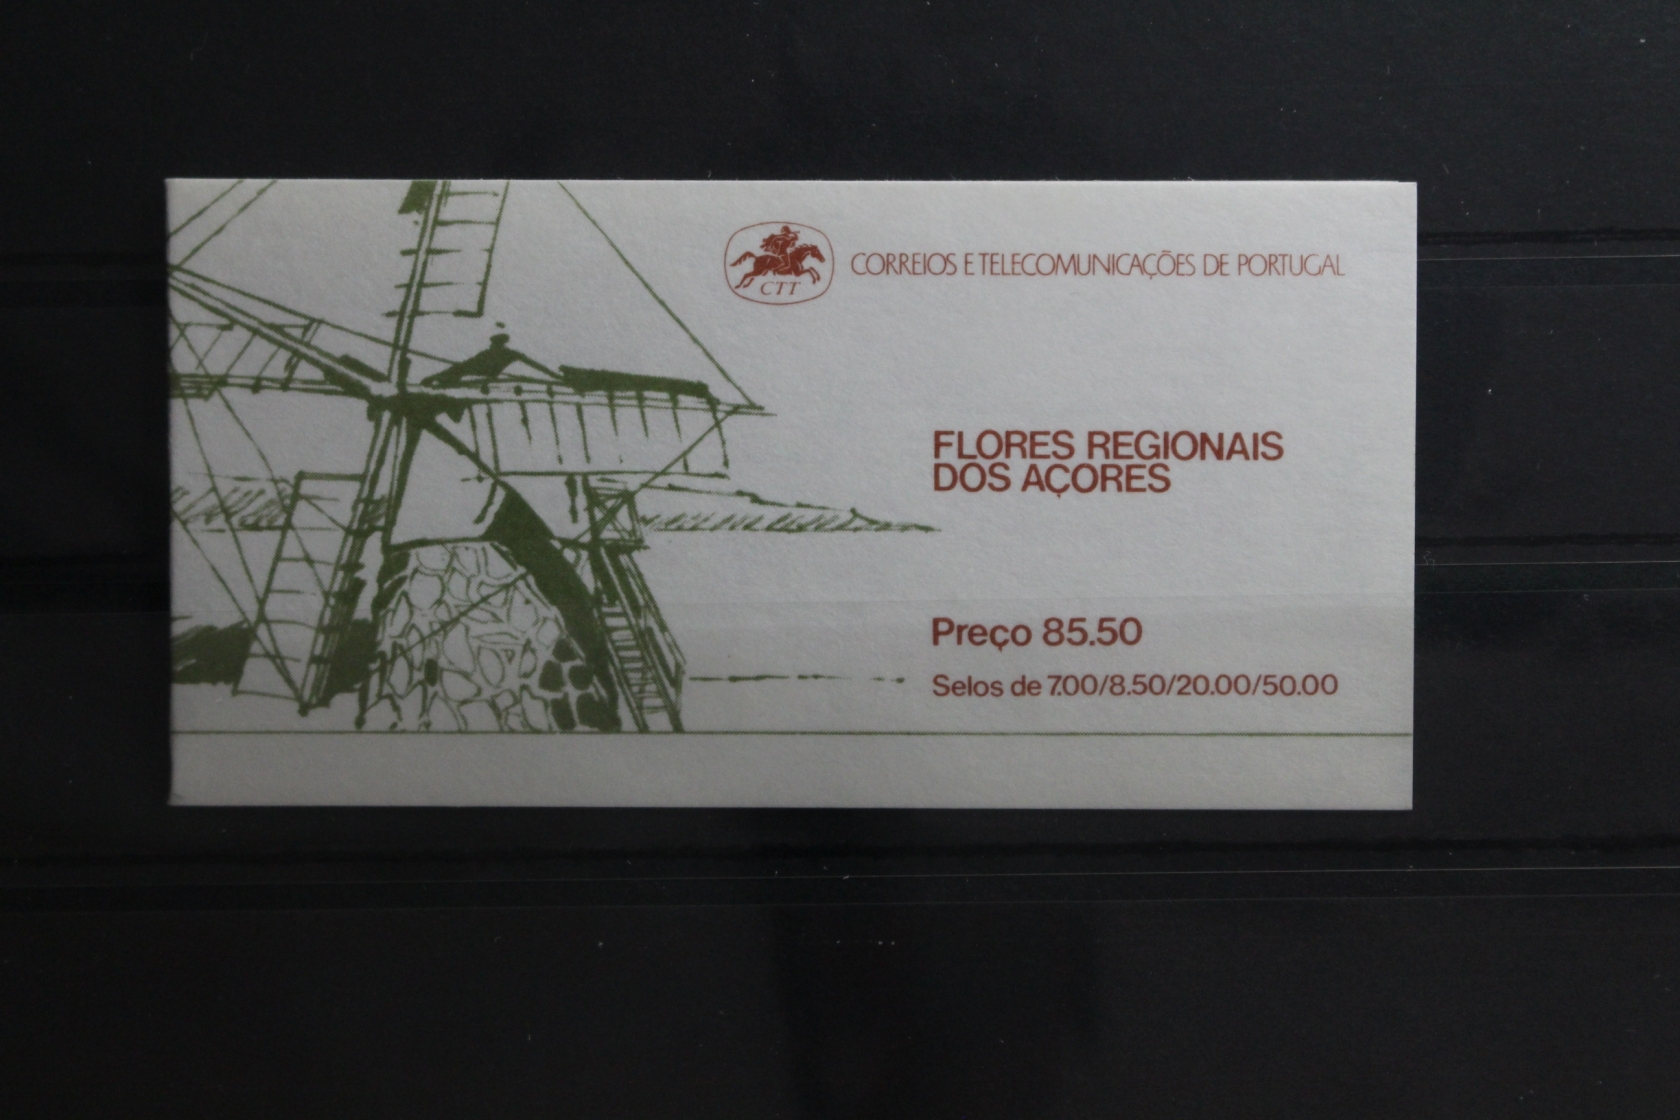 CTT
CORREIOS E TELECOMUNICAÇÕES DE PORTUGAL
FLORES REGIONAIS
DOS AÇORES
Preço 85.50
Selos de 7.00/8.50/20.00/50.00